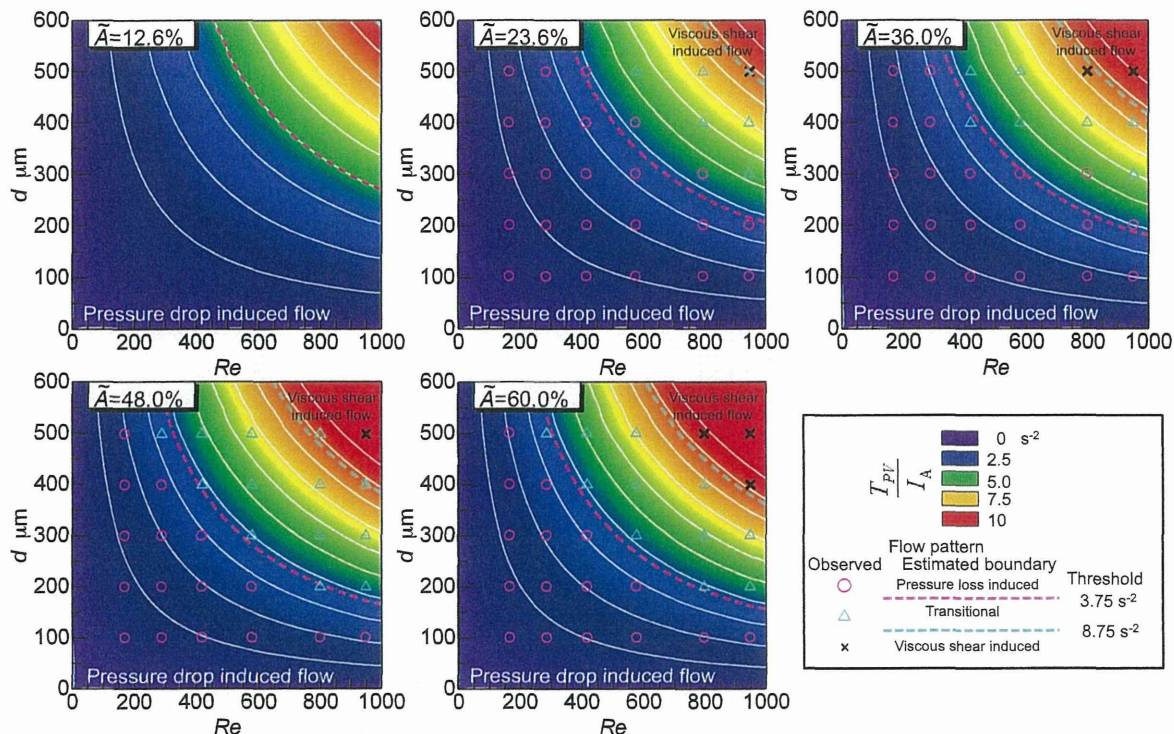 Ã=12.6%
600
500
400
300
200
100
0
d µm
Pressure drop induced flow
0 200 400 600 800 1000
Re
Ã=23.6%
Viscous shear
induced flow
600
500
400
300
200
100
0
d µm
Pressure drop induced flow
0 200 400 600 800 1000
Re
Ã=36.0%
Viscous shear
induced flow
600
500
400
300
200
100
0
d µm
Pressure drop induced flow
0 200 400 600 800 1000
Re
Ã=48.0%
Viscous shear
induced flow
600
500
400
300
200
100
0
d µm
Pressure drop induced flow
0 200 400 600 800 1000
Re
Ã=60.0%
Viscous shear
induced flow
600
500
400
300
200
100
0
d µm
Pressure drop induced flow
0 200 400 600 800 1000
Re
T_PV
I_A
0 s⁻²
2.5
5.0
7.5
10
Flow pattern
Observed Estimated boundary
Threshold
Pressure loss induced
3.75 s⁻²
Transitional
8.75 s⁻²
Viscous shear induced